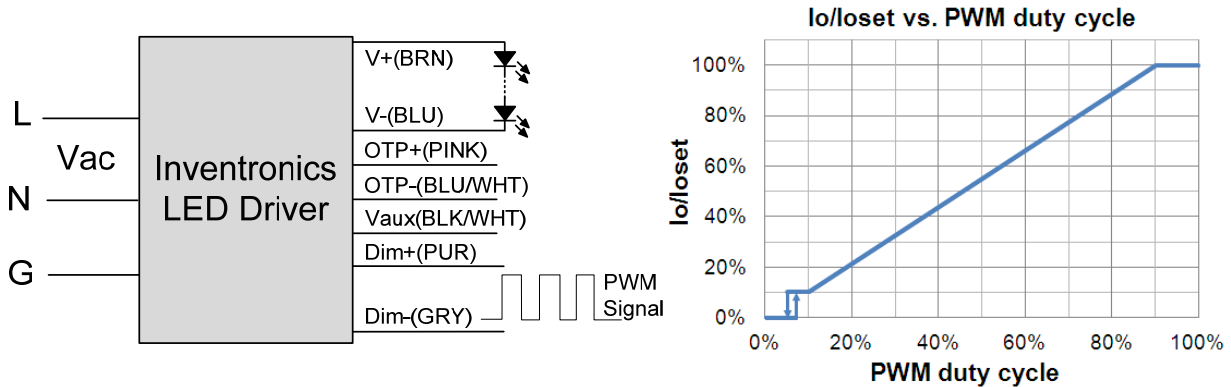 L
Vac
N
G
Inventronics
LED Driver
V+(BRN)
V-(BLU)
OTP+(PINK)
OTP-(BLU/WHT)
Vaux(BLK/WHT)
Dim+(PUR)
Dim-(GRY)
PWM
Signal
Io/Ioset vs. PWM duty cycle
Io/Ioset
100%
80%
60%
40%
20%
0%
0% 20% 40% 60% 80% 100%
PWM duty cycle